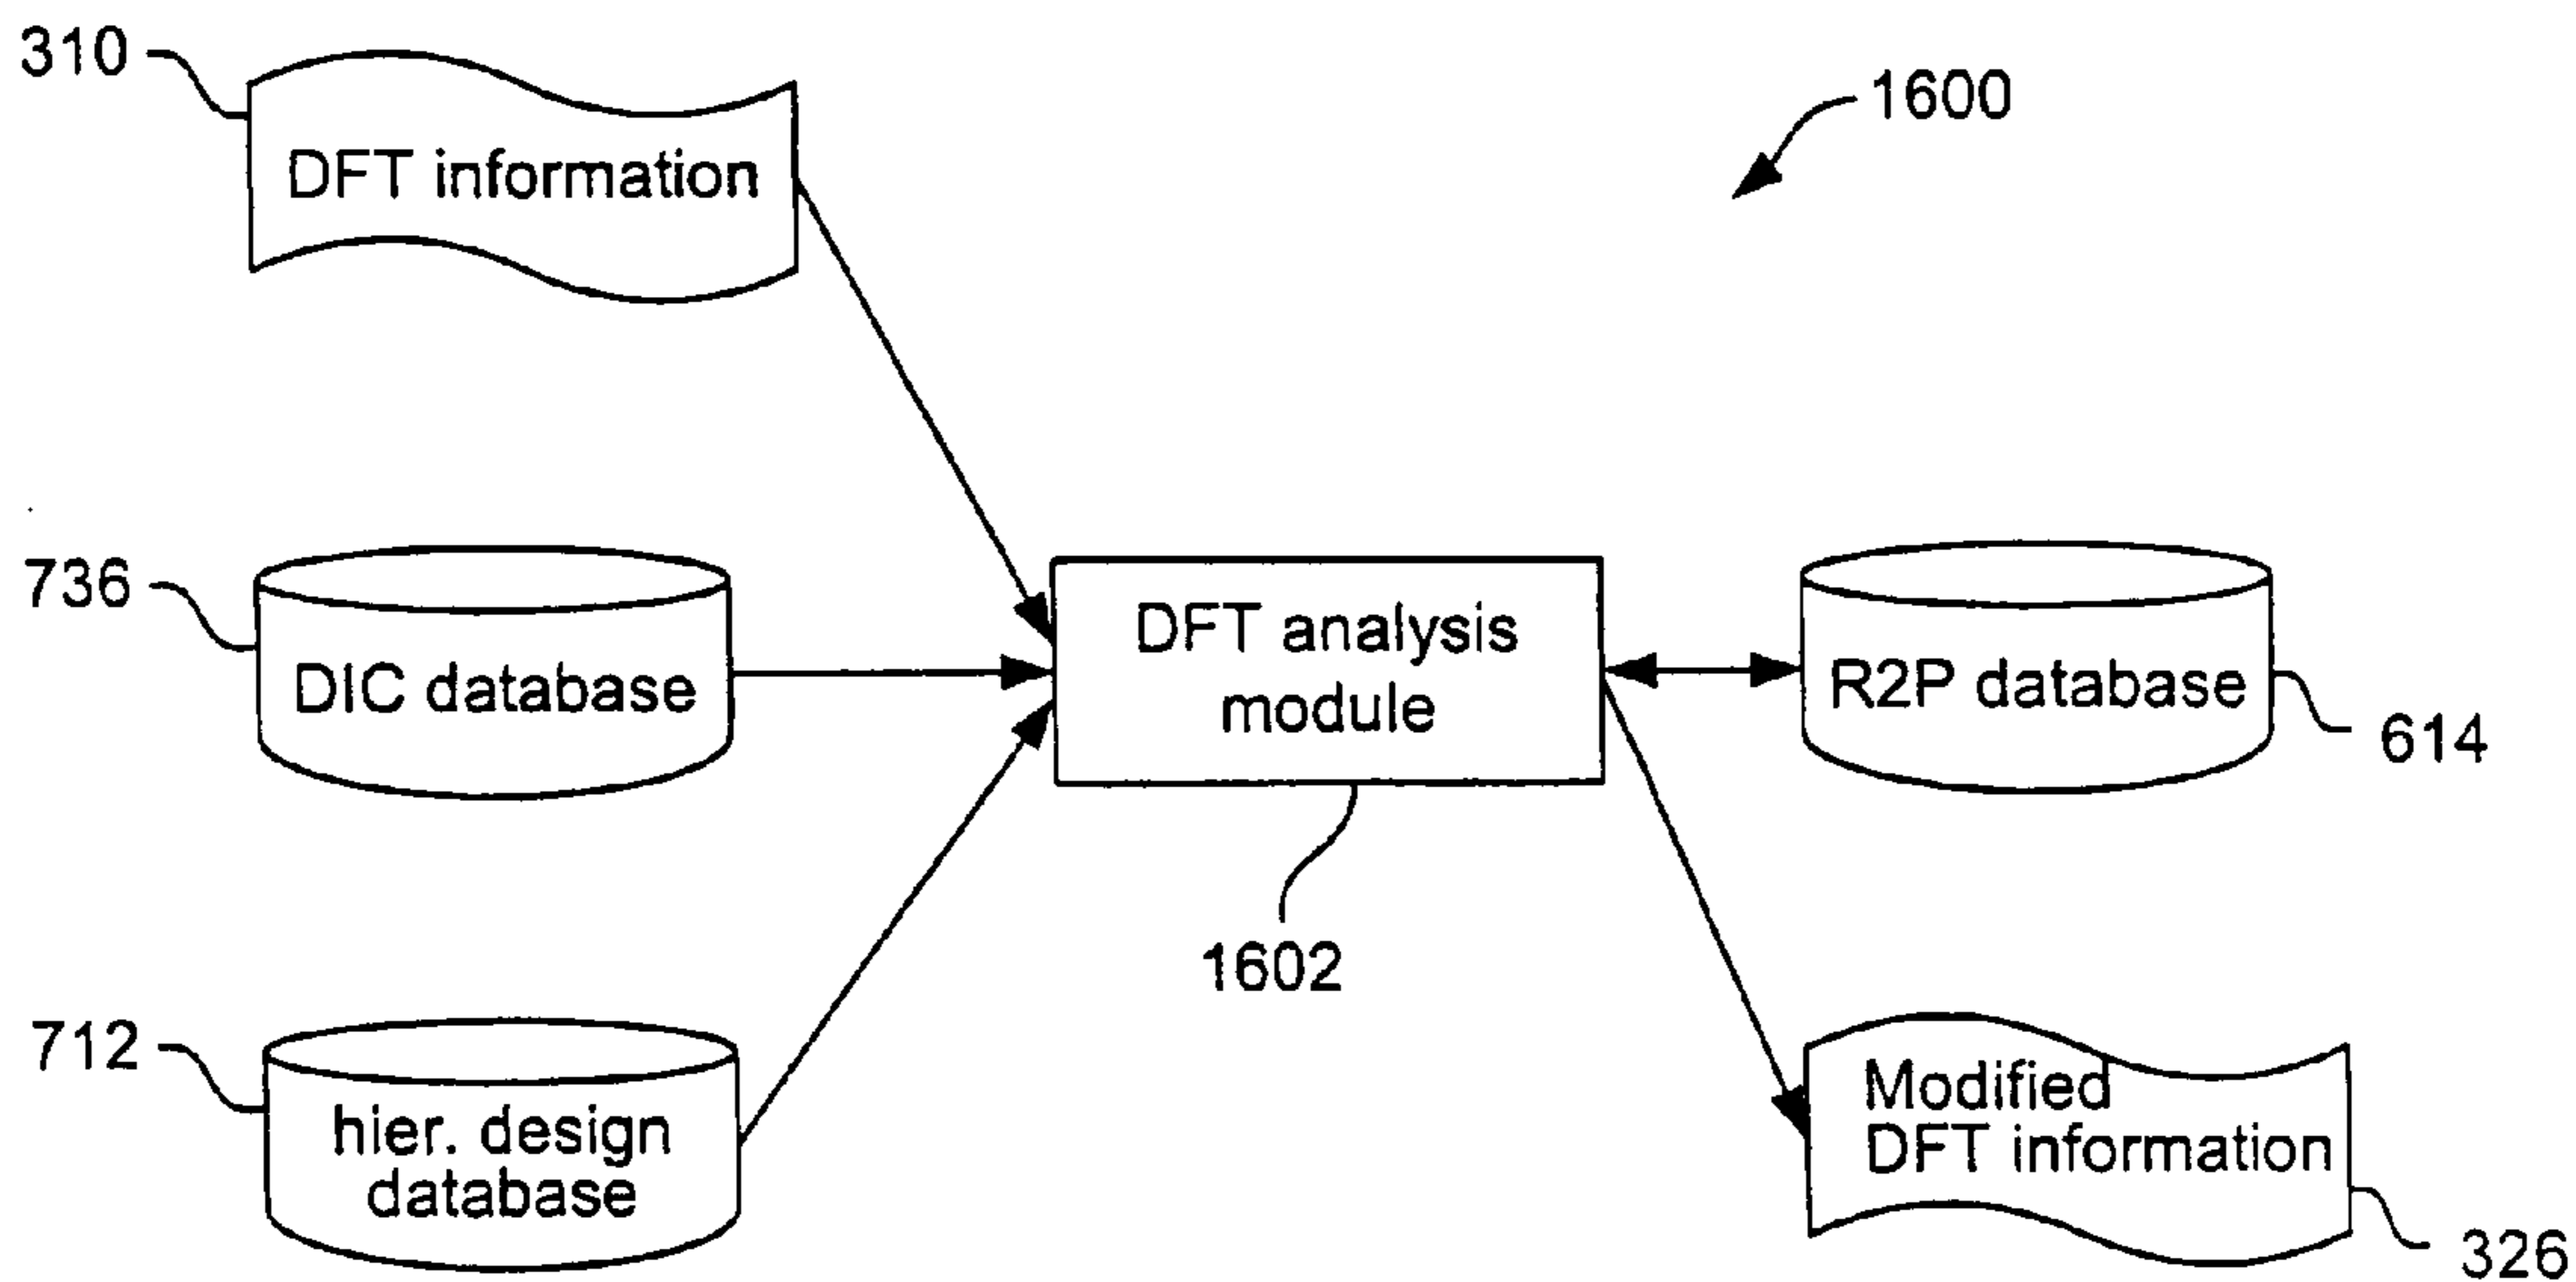 310
DFT information
1600
736
DIC database
DFT analysis
module
R2P database
614
1602
712
hier. design
database
Modified
DFT information
326